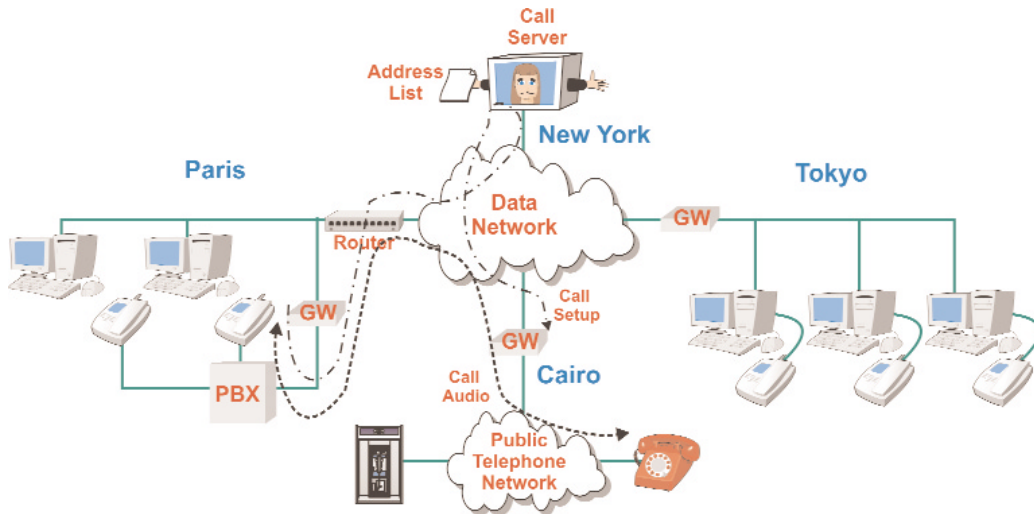 Call
Server
Address
List
New York
Paris
Tokyo
Data
Network
GW
Router
GW
Call
Setup
GW
PBX
Cairo
Call
Audio
Public
Telephone
Network